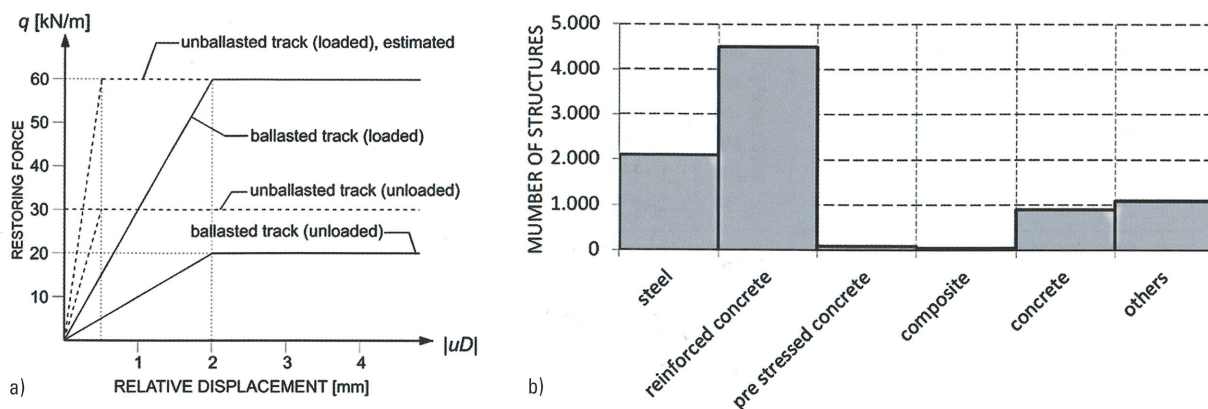 q [kN/m]
unballasted track (loaded), estimated
60
50
ballasted track (loaded)
40
unballasted track (unloaded)
30
ballasted track (unloaded)
20
10
RESTORING FORCE
1
2
3
4
|uD|
RELATIVE DISPLACEMENT [mm]
a)
MUMBER OF STRUCTURES
5.000
4.000
3.000
2.000
1.000
0
steel
reinforced concrete
pre stressed concrete
composite
concrete
others
b)